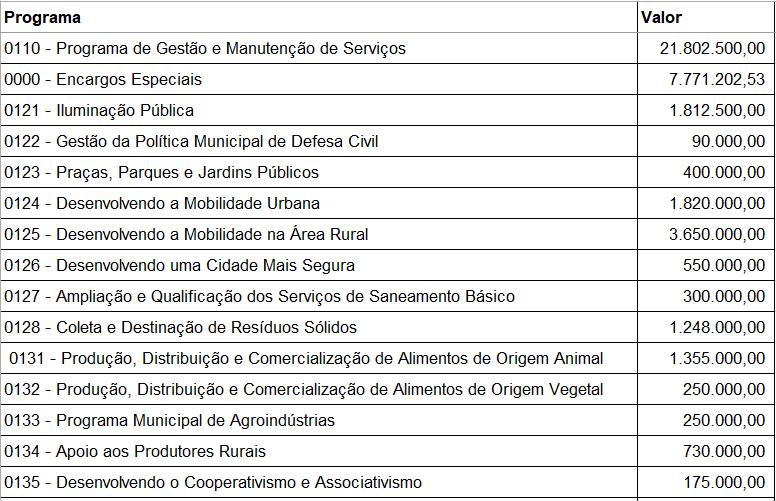 Programa Valor
0110 - Programa de Gestão e Manutenção de Serviços 21.802.500,00
0000 - Encargos Especiais 7.771.202,53
0121 - Iluminação Pública 1.812.500,00
0122 - Gestão da Política Municipal de Defesa Civil 90.000,00
0123 - Praças, Parques e Jardins Públicos 400.000,00
0124 - Desenvolvendo a Mobilidade Urbana 1.820.000,00
0125 - Desenvolvendo a Mobilidade na Área Rural 3.650.000,00
0126 - Desenvolvendo uma Cidade Mais Segura 550.000,00
0127 - Ampliação e Qualificação dos Serviços de Saneamento Básico 300.000,00
0128 - Coleta e Destinação de Resíduos Sólidos 1.248.000,00
0131 - Produção, Distribuição e Comercialização de Alimentos de Origem Animal 1.355.000,00
0132 - Produção, Distribuição e Comercialização de Alimentos de Origem Vegetal 250.000,00
0133 - Programa Municipal de Agroindústrias 250.000,00
0134 - Apoio aos Produtores Rurais 730.000,00
0135 - Desenvolvendo o Cooperativismo e Associativismo 175.000,00